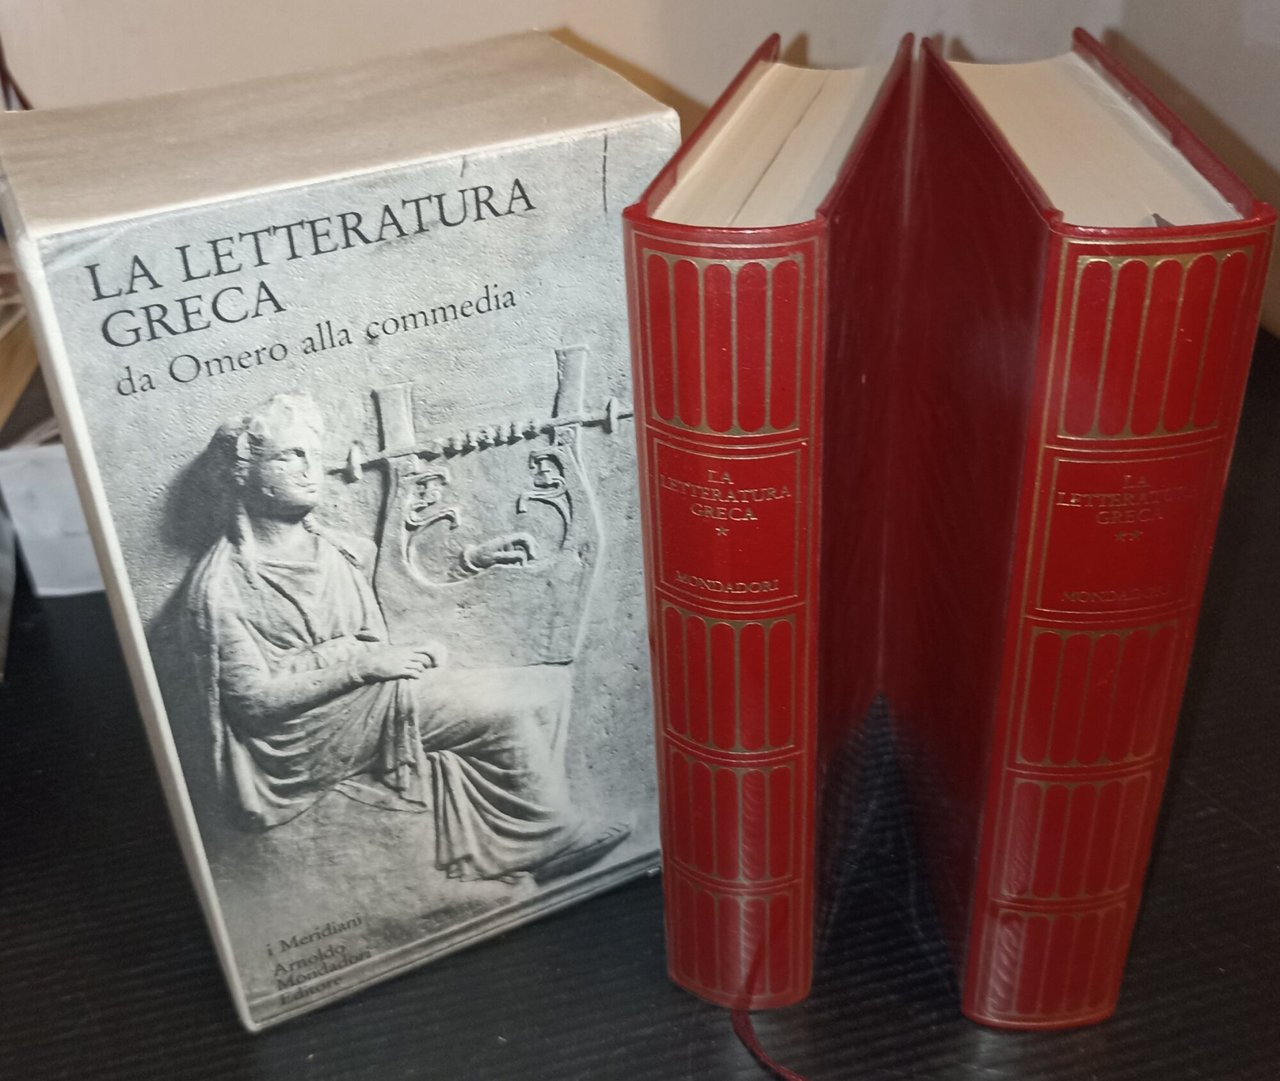 LA LETTERATURA
GRECA
da Omero alla commedia
i Meridiani
Arnoldo
Mondadori
Editore
LA
LETTERATURA
GRECA
*
MONDADORI
LA
LETTERATURA
GRECA
**
MONDADORI